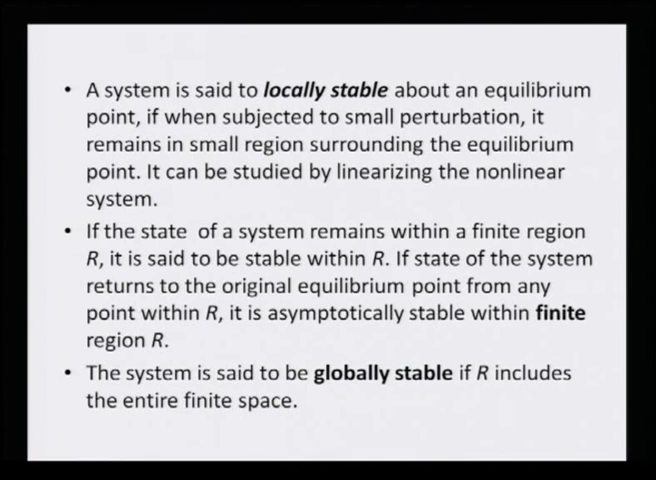 • A system is said to locally stable about an equilibrium
point, if when subjected to small perturbation, it
remains in small region surrounding the equilibrium
point. It can be studied by linearizing the nonlinear
system.
• If the state of a system remains within a finite region
R, it is said to be stable within R. If state of the system
returns to the original equilibrium point from any
point within R, it is asymptotically stable within finite
region R.
• The system is said to be globally stable if R includes
the entire finite space.